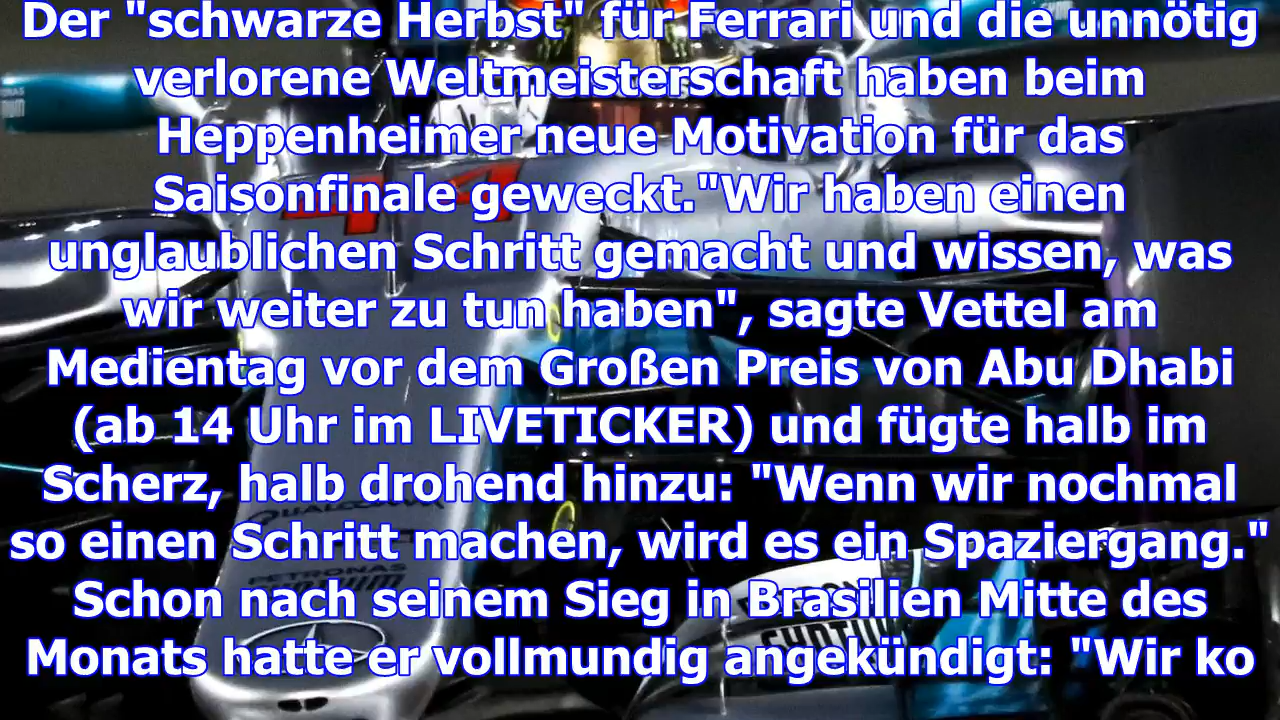 Der "schwarze Herbst" für Ferrari und die unnötig
verlorene Weltmeisterschaft haben beim
Heppenheimer neue Motivation für das
Saisonfinale geweckt."Wir haben einen
unglaublichen Schritt gemacht und wissen, was
wir weiter zu tun haben", sagte Vettel am
Medientag vor dem Großen Preis von Abu Dhabi
(ab 14 Uhr im LIVETICKER) und fügte halb im
Scherz, halb drohend hinzu: "Wenn wir nochmal
so einen Schritt machen, wird es ein Spaziergang."
Schon nach seinem Sieg in Brasilien Mitte des
Monats hatte er vollmundig angekündigt: "Wir ko
44
QUALCOMM
PETRONAS